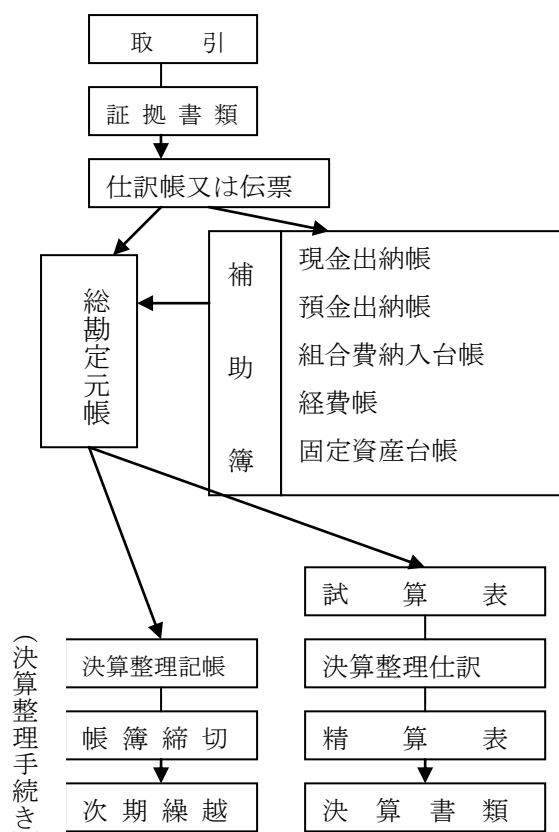 取 引
証 拠 書 類
仕訳帳又は伝票
総勘定元帳
補助簿
現金出納帳
預金出納帳
組合費納入台帳
経費帳
固定資産台帳
試 算 表
(決算整理手続き
決算整理記帳
決算整理仕訳
帳 簿 締 切
精 算 表
次 期 繰 越
決 算 書 類